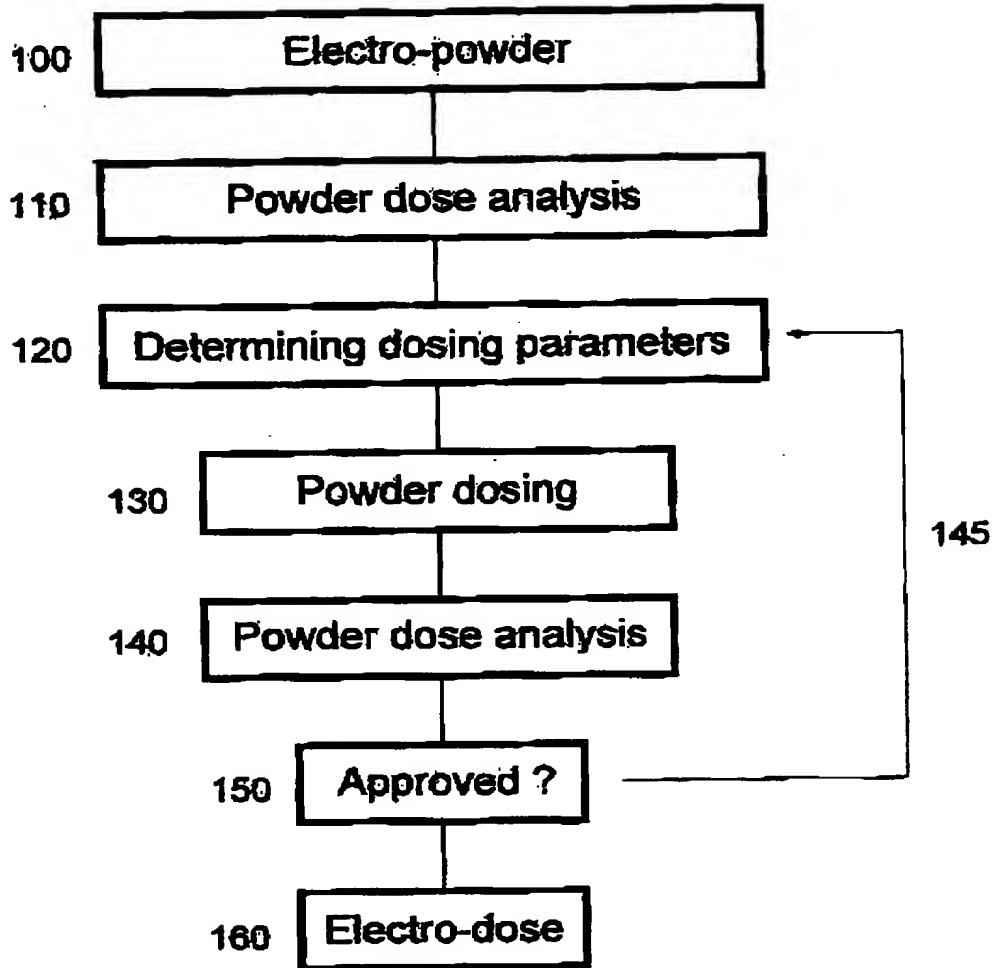 100 Electro-powder
110 Powder dose analysis
120 Determining dosing parameters
130 Powder dosing
145
140 Powder dose analysis
150 Approved ?
160 Electro-dose